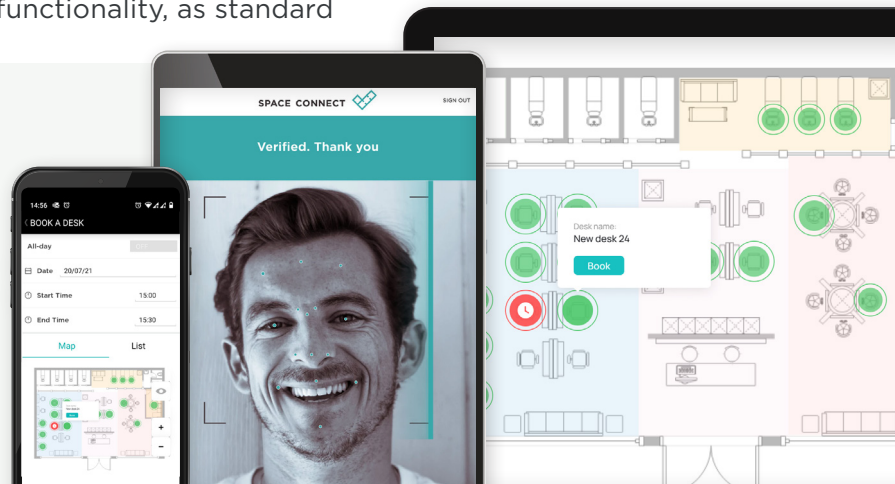 functionality, as standard
SPACE CONNECT
SIGN OUT
Verified. Thank you
14:56
BOOK A DESK
All-day
Date 20/07/21
Start Time 15:00
End Time 15:30
Map List
+
-
Desk name:
New desk 24
Book